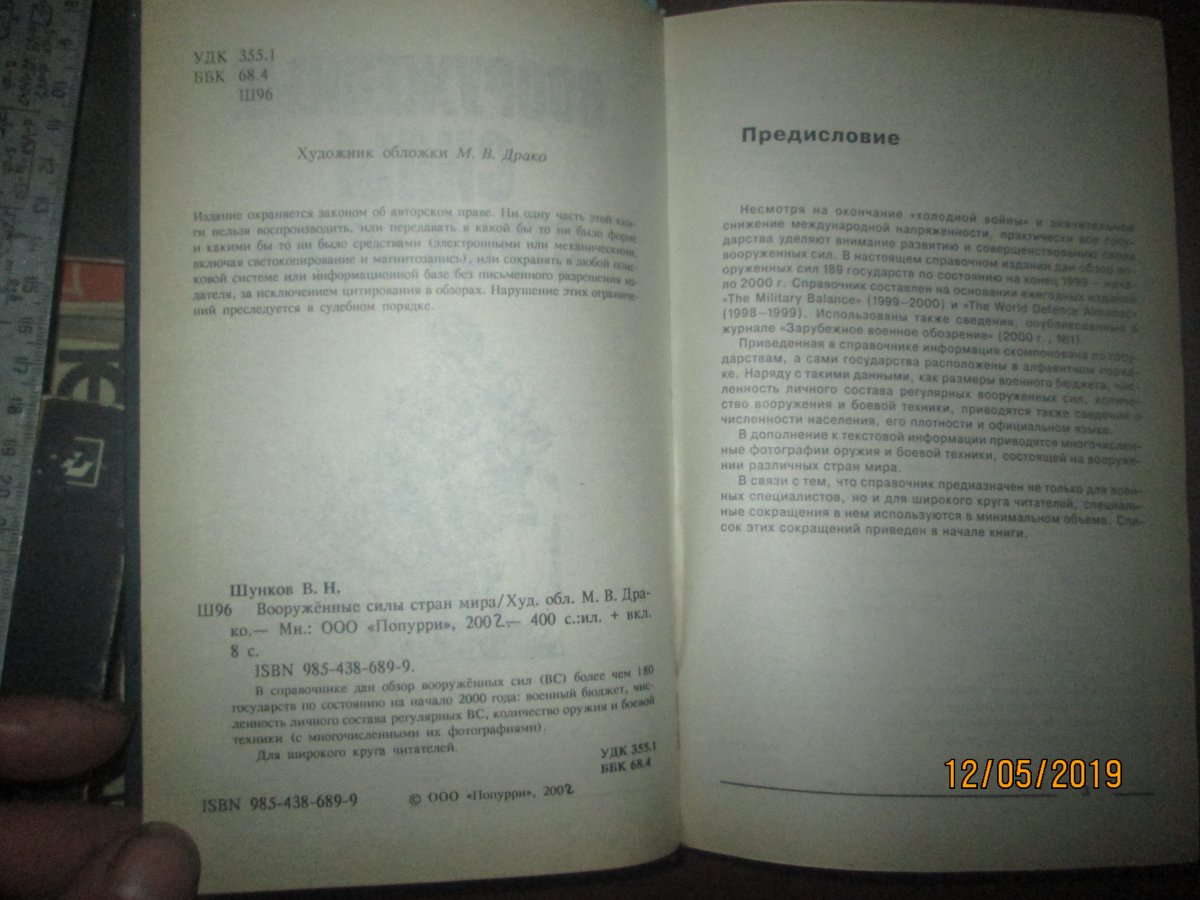 УДК 355.1
ББК 68.4
Ш96
Художник обложки М. В. Драко
Издание охраняется законом об авторском праве. Ни одну часть этой кни-
ги нельзя воспроизводить, или передавать в какой бы то ни было форме
и какими бы то ни было средствами (электронными или механическими,
включая светокопирование и магнитозапись), или сохранять в любой поис-
ковой системе или информационной базе без письменного разрешения из-
дателя, за исключением цитирования в обзорах. Нарушение этих ограниче-
ний преследуется в судебном порядке.
Шунков В. Н.
Ш96 Вооружённые силы стран мира/Худ. обл. М. В. Дра-
ко.— Мн.: ООО «Попурри», 2002.— 400 с.:ил. + вкл.
8 с.
ISBN 985-438-689-9.
В справочнике дан обзор вооружённых сил (ВС) более чем 180
государств по состоянию на начало 2000 года: военный бюджет, чис-
ленность личного состава регулярных ВС, количество оружия и боевой
техники (с многочисленными их фотографиями).
Для широкого круга читателей.
УДК 355.1
ББК 68.4
ISBN 985-438-689-9 © ООО «Попурри», 2002
Предисловие
Несмотря на окончание «холодной войны» и значительное
снижение международной напряженности, практически все госу-
дарства уделяют внимание развитию и совершенствованию своих
вооруженных сил. В настоящем справочном издании дан обзор во-
оруженных сил 189 государств по состоянию на конец 1999 – нача-
ло 2000 г. Справочник составлен на основании ежегодных изданий
«The Military Balance» (1999–2000) и «The World Defence Almanac»
(1998–1999). Использованы также сведения, опубликованные в
журнале «Зарубежное военное обозрение» (2000 г., №1).
Приведенная в справочнике информация скомпонована по госу-
дарствам, а сами государства расположены в алфавитном поряд-
ке. Наряду с такими данными, как размеры военного бюджета, чис-
ленность личного состава регулярных вооруженных сил, количе-
ство вооружения и боевой техники, приводятся также сведения о
численности населения, его плотности и официальном языке.
В дополнение к текстовой информации приводятся многочислен-
ные фотографии оружия и боевой техники, состоящей на вооруже-
нии различных стран мира.
В связи с тем, что справочник предназначен не только для воен-
ных специалистов, но и для широкого круга читателей, специаль-
ные сокращения в нем используются в минимальном объеме. Спи-
сок этих сокращений приведен в начале книги.
3
12/05/2019